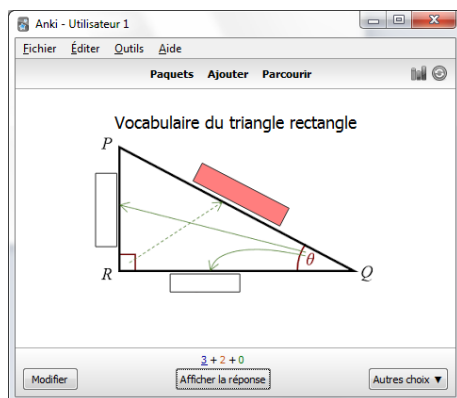 Anki - Utilisateur 1
Fichier Éditer Outils Aide
Paquets Ajouter Parcourir
Vocabulaire du triangle rectangle
P
R
θ
Q
3 + 2 + 0
Modifier Afficher la réponse Autres choix ▼